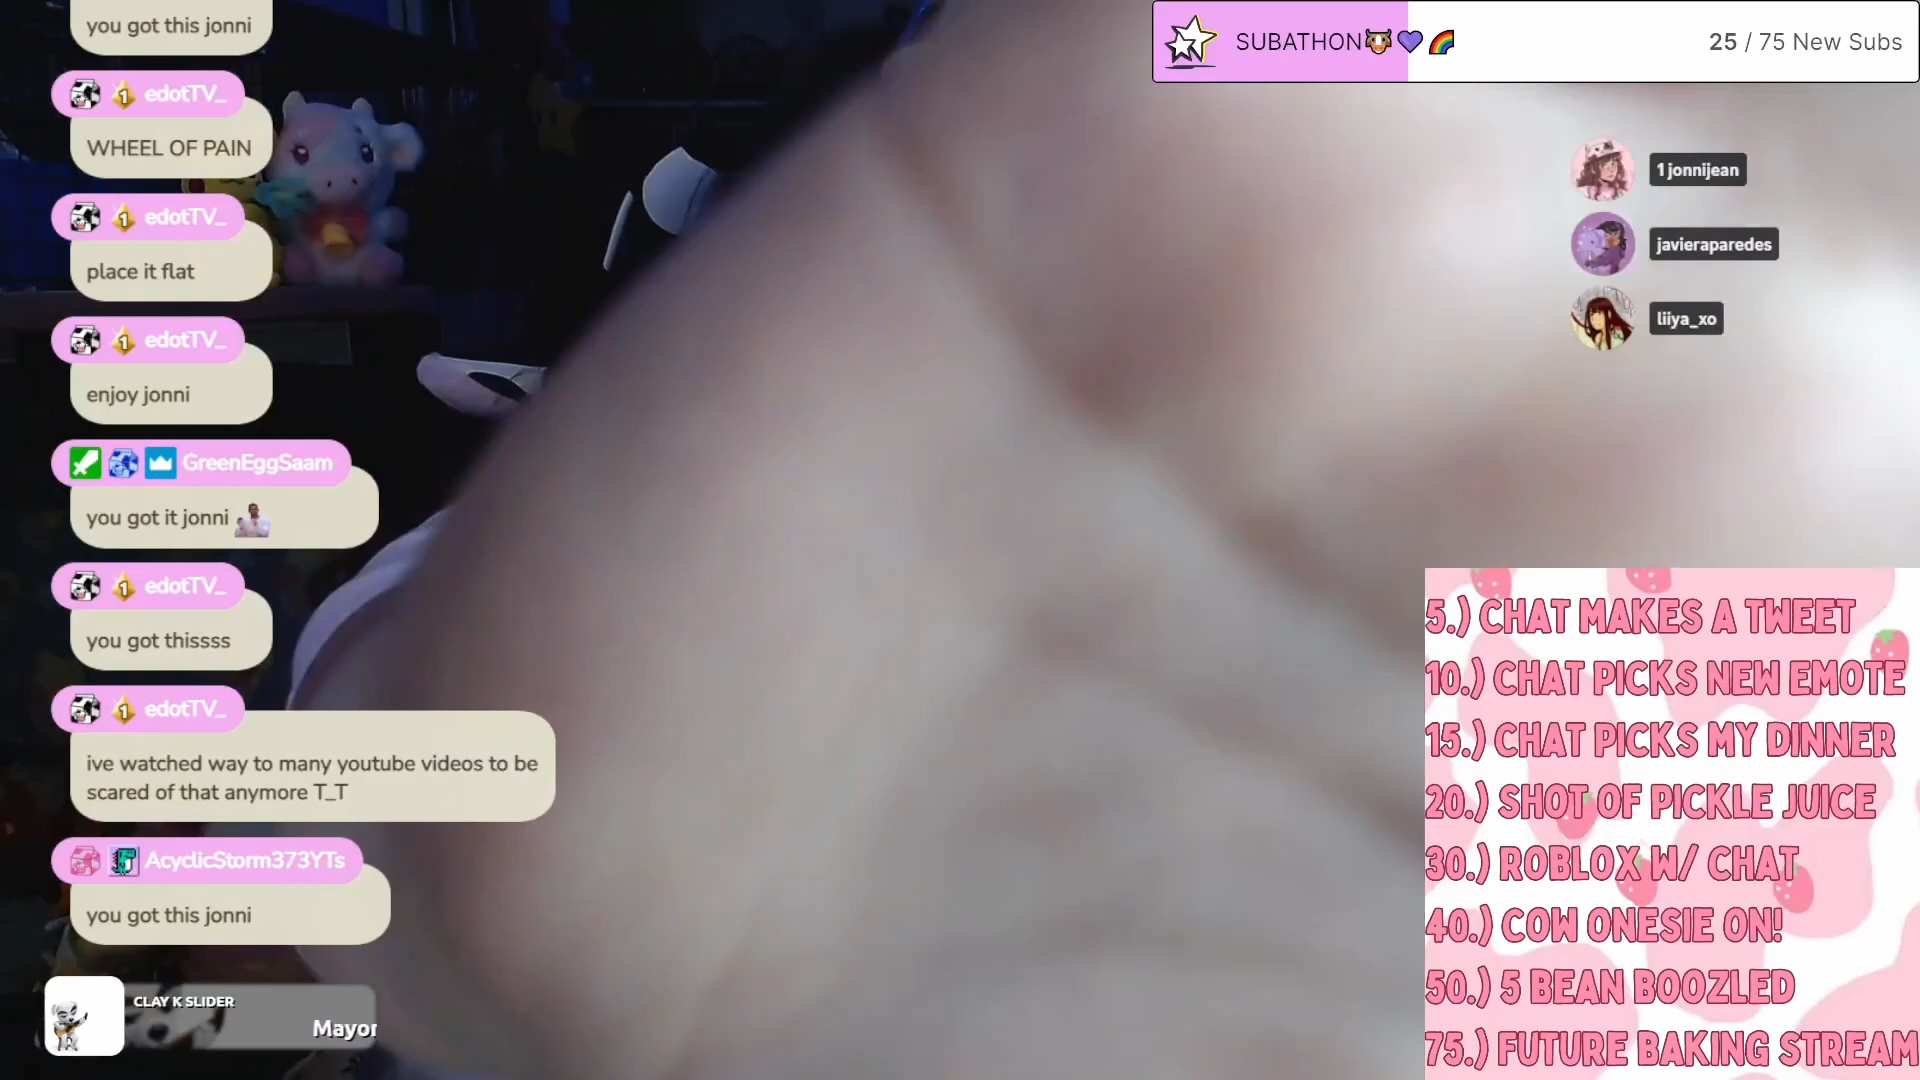 you got this jonni
edotTV_
WHEEL OF PAIN
edotTV_
place it flat
edotTV_
enjoy jonni
GreenEggSaam
you got it jonni
edotTV_
you got thissss
edotTV_
ive watched way to many youtube videos to be
scared of that anymore T_T
AcyclicStorm373YTs
you got this jonni
CLAY K SLIDER
Mayor
SUBATHON
25 / 75 New Subs
1jonnijean
javieraparedes
liiya_xo
5.) CHAT MAKES A TWEET
10.) CHAT PICKS NEW EMOTE
15.) CHAT PICKS MY DINNER
20.) SHOT OF PICKLE JUICE
30.) ROBLOX W/ CHAT
40.) COW ONESIE ON!
50.) 5 BEAN BOOZLED
75.) FUTURE BAKING STREAM